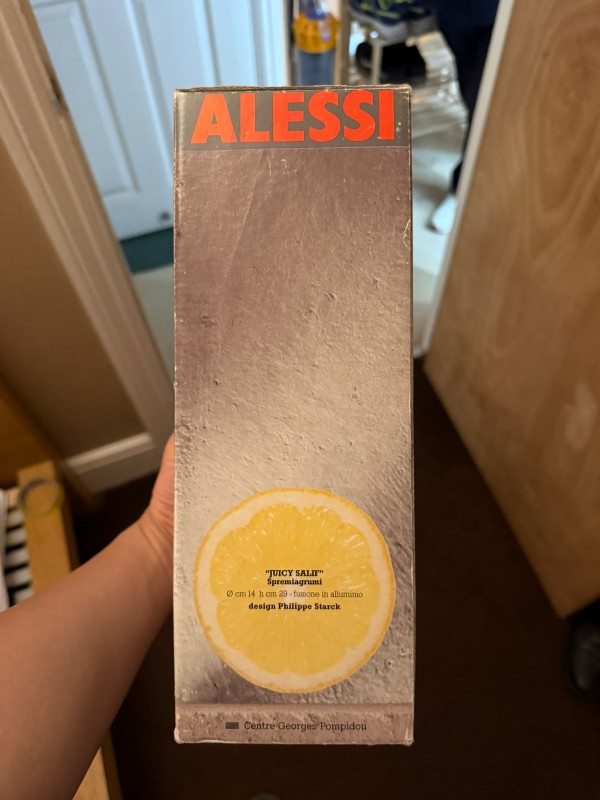 ALESSI
"JUICY SALIF"
Spremiagrumi
Ø cm 14 h cm 29 - fusione in alluminio
design Philippe Starck
Centre Georges Pompidou